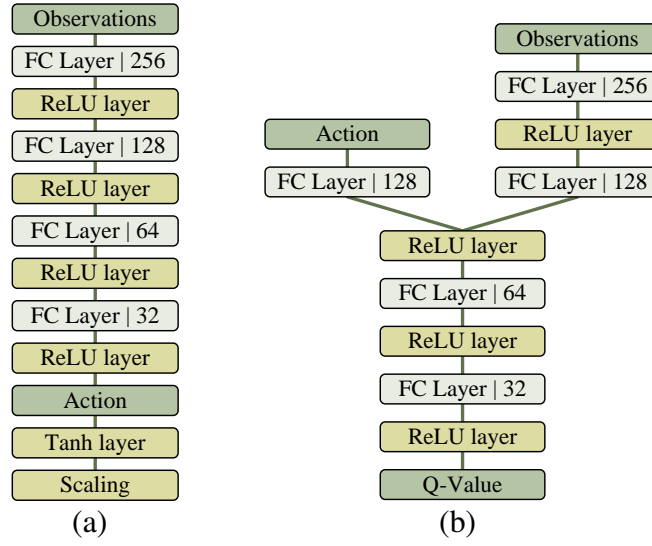 Observations
FC Layer | 256
ReLU layer
FC Layer | 128
ReLU layer
FC Layer | 64
ReLU layer
FC Layer | 32
ReLU layer
Action
Tanh layer
Scaling
(a)
Observations
FC Layer | 256
Action
ReLU layer
FC Layer | 128
FC Layer | 128
ReLU layer
FC Layer | 64
ReLU layer
FC Layer | 32
ReLU layer
Q-Value
(b)